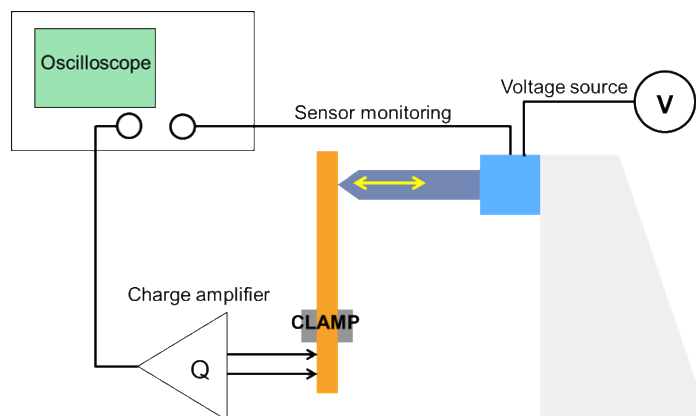 Oscilloscope
Voltage source
V
Sensor monitoring
Charge amplifier
CLAMP
Q